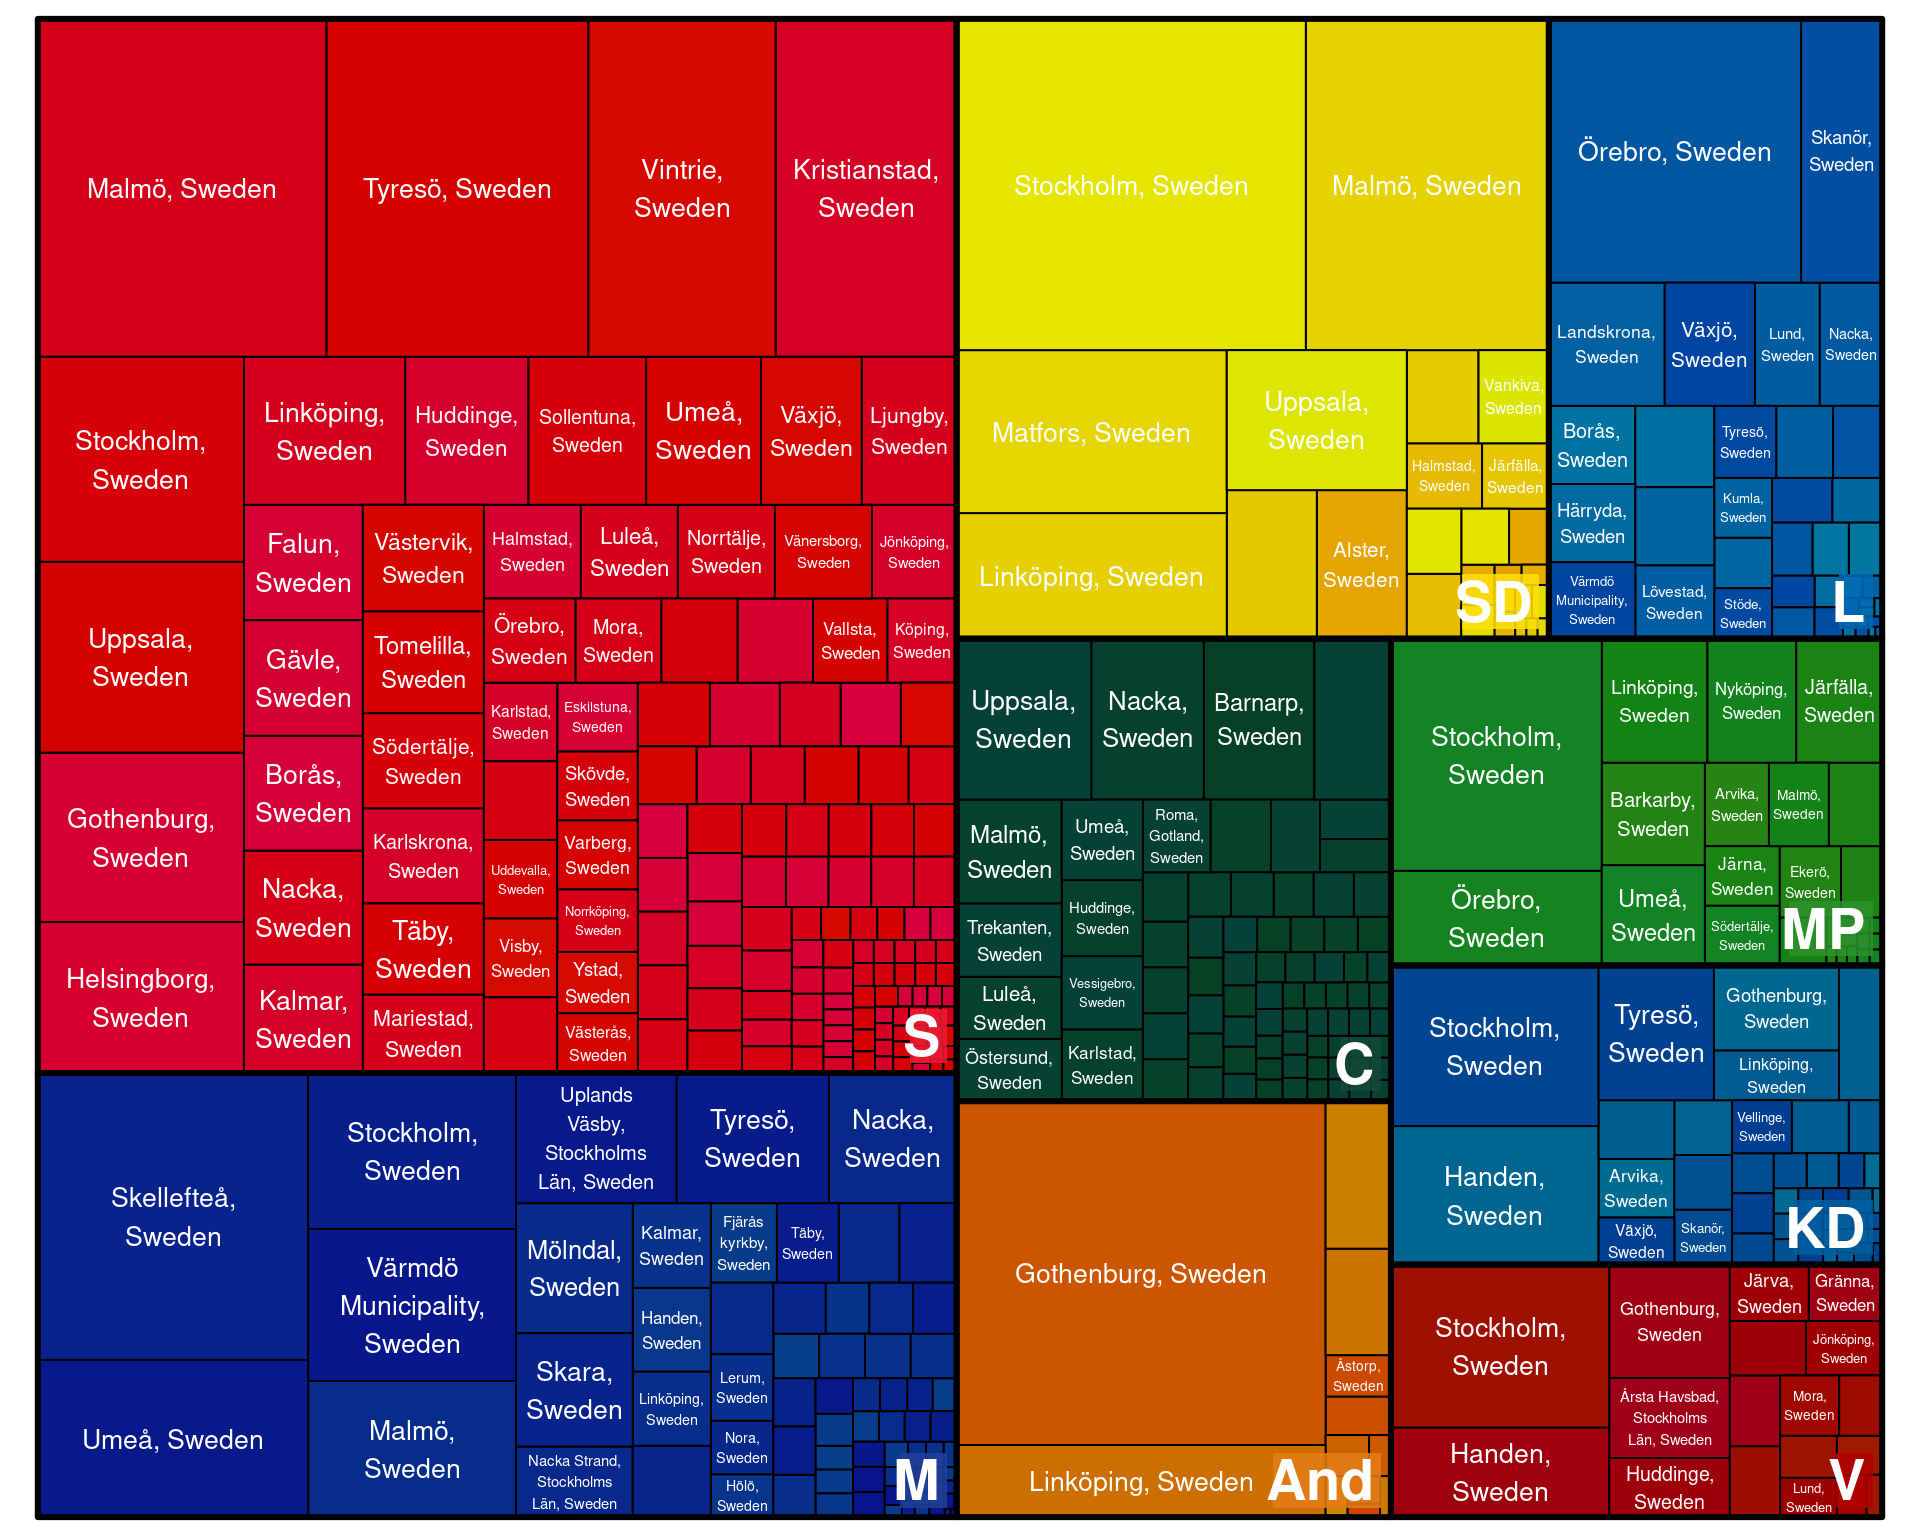 Malmö, Sweden
Tyresö, Sweden
Vintrie,
Sweden
Kristianstad,
Sweden
Stockholm,
Sweden
Linköping,
Sweden
Huddinge,
Sweden
Sollentuna,
Sweden
Umeå,
Sweden
Växjö,
Sweden
Ljungby,
Sweden
Uppsala,
Sweden
Gothenburg,
Sweden
Helsingborg,
Sweden
Falun,
Sweden
Gävle,
Sweden
Borås,
Sweden
Nacka,
Sweden
Kalmar,
Sweden
Västervik,
Sweden
Tomelilla,
Sweden
Södertälje,
Sweden
Karlskrona,
Sweden
Täby,
Sweden
Mariestad,
Sweden
Halmstad,
Sweden
Luleå,
Sweden
Norrtälje,
Sweden
Vänersborg,
Sweden
Jönköping,
Sweden
Örebro,
Sweden
Mora,
Sweden
Vallsta,
Sweden
Köping,
Sweden
Karlstad,
Sweden
Eskilstuna,
Sweden
Skövde,
Sweden
Uddevalla,
Sweden
Varberg,
Sweden
Visby,
Sweden
Norrköping,
Sweden
Ystad,
Sweden
Västerås,
Sweden
S
Stockholm, Sweden
Malmö, Sweden
Matfors, Sweden
Linköping, Sweden
Uppsala,
Sweden
Vankiva,
Sweden
Halmstad,
Sweden
Järfälla,
Sweden
Alster,
Sweden
SD
Örebro, Sweden
Skanör,
Sweden
Landskrona,
Sweden
Växjö,
Sweden
Lund,
Sweden
Nacka,
Sweden
Borås,
Sweden
Härryda,
Sweden
Värmdö
Municipality,
Sweden
Tyresö,
Sweden
Kumla,
Sweden
Lövestad,
Sweden
Stöde,
Sweden
L
Uppsala,
Sweden
Nacka,
Sweden
Barnarp,
Sweden
Malmö,
Sweden
Umeå,
Sweden
Roma,
Gotland,
Sweden
Trekanten,
Sweden
Huddinge,
Sweden
Luleå,
Sweden
Vessigebro,
Sweden
Östersund,
Sweden
Karlstad,
Sweden
C
Stockholm,
Sweden
Örebro,
Sweden
Linköping,
Sweden
Nyköping,
Sweden
Järfälla,
Sweden
Barkarby,
Sweden
Arvika,
Sweden
Malmö,
Sweden
Umeå,
Sweden
Järna,
Sweden
Ekerö,
Sweden
Södertälje,
Sweden
MP
Skellefteå,
Sweden
Umeå, Sweden
Stockholm,
Sweden
Värmdö
Municipality,
Sweden
Malmö,
Sweden
Uplands
Väsby,
Stockholms
Län, Sweden
Tyresö,
Sweden
Nacka,
Sweden
Mölndal,
Sweden
Skara,
Sweden
Nacka Strand,
Stockholms
Län, Sweden
Kalmar,
Sweden
Handen,
Sweden
Linköping,
Sweden
Fjärås
kyrkby,
Sweden
Täby,
Sweden
Lerum,
Sweden
Nora,
Sweden
Hölö,
Sweden
M
Gothenburg, Sweden
Linköping, Sweden
Åstorp,
Sweden
And
Stockholm,
Sweden
Handen,
Sweden
Tyresö,
Sweden
Gothenburg,
Sweden
Linköping,
Sweden
Vellinge,
Sweden
Arvika,
Sweden
Växjö,
Sweden
Skanör,
Sweden
KD
Stockholm,
Sweden
Handen,
Sweden
Gothenburg,
Sweden
Årsta Havsbad,
Stockholms
Län, Sweden
Huddinge,
Sweden
Järva,
Sweden
Gränna,
Sweden
Jönköping,
Sweden
Mora,
Sweden
Lund,
Sweden
V